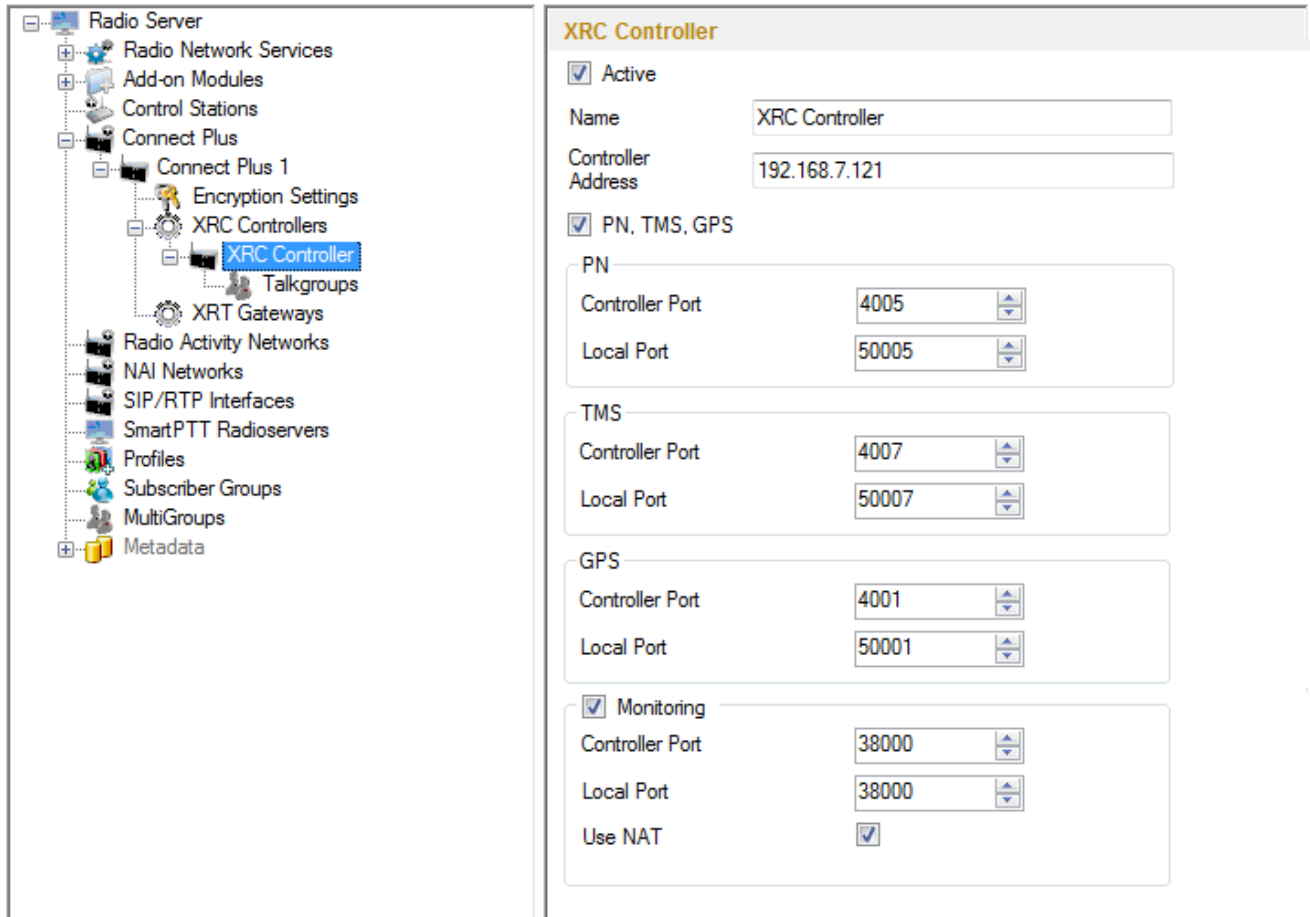 Radio Server
Radio Network Services
Add-on Modules
Control Stations
Connect Plus
Connect Plus 1
Encryption Settings
XRC Controllers
XRC Controller
Talkgroups
XRT Gateways
Radio Activity Networks
NAI Networks
SIP/RTP Interfaces
SmartPTT Radioservers
Profiles
Subscriber Groups
MultiGroups
Metadata
XRC Controller
Active
Name XRC Controller
Controller
Address 192.168.7.121
PN, TMS, GPS
PN
Controller Port 4005
Local Port 50005
TMS
Controller Port 4007
Local Port 50007
GPS
Controller Port 4001
Local Port 50001
Monitoring
Controller Port 38000
Local Port 38000
Use NAT